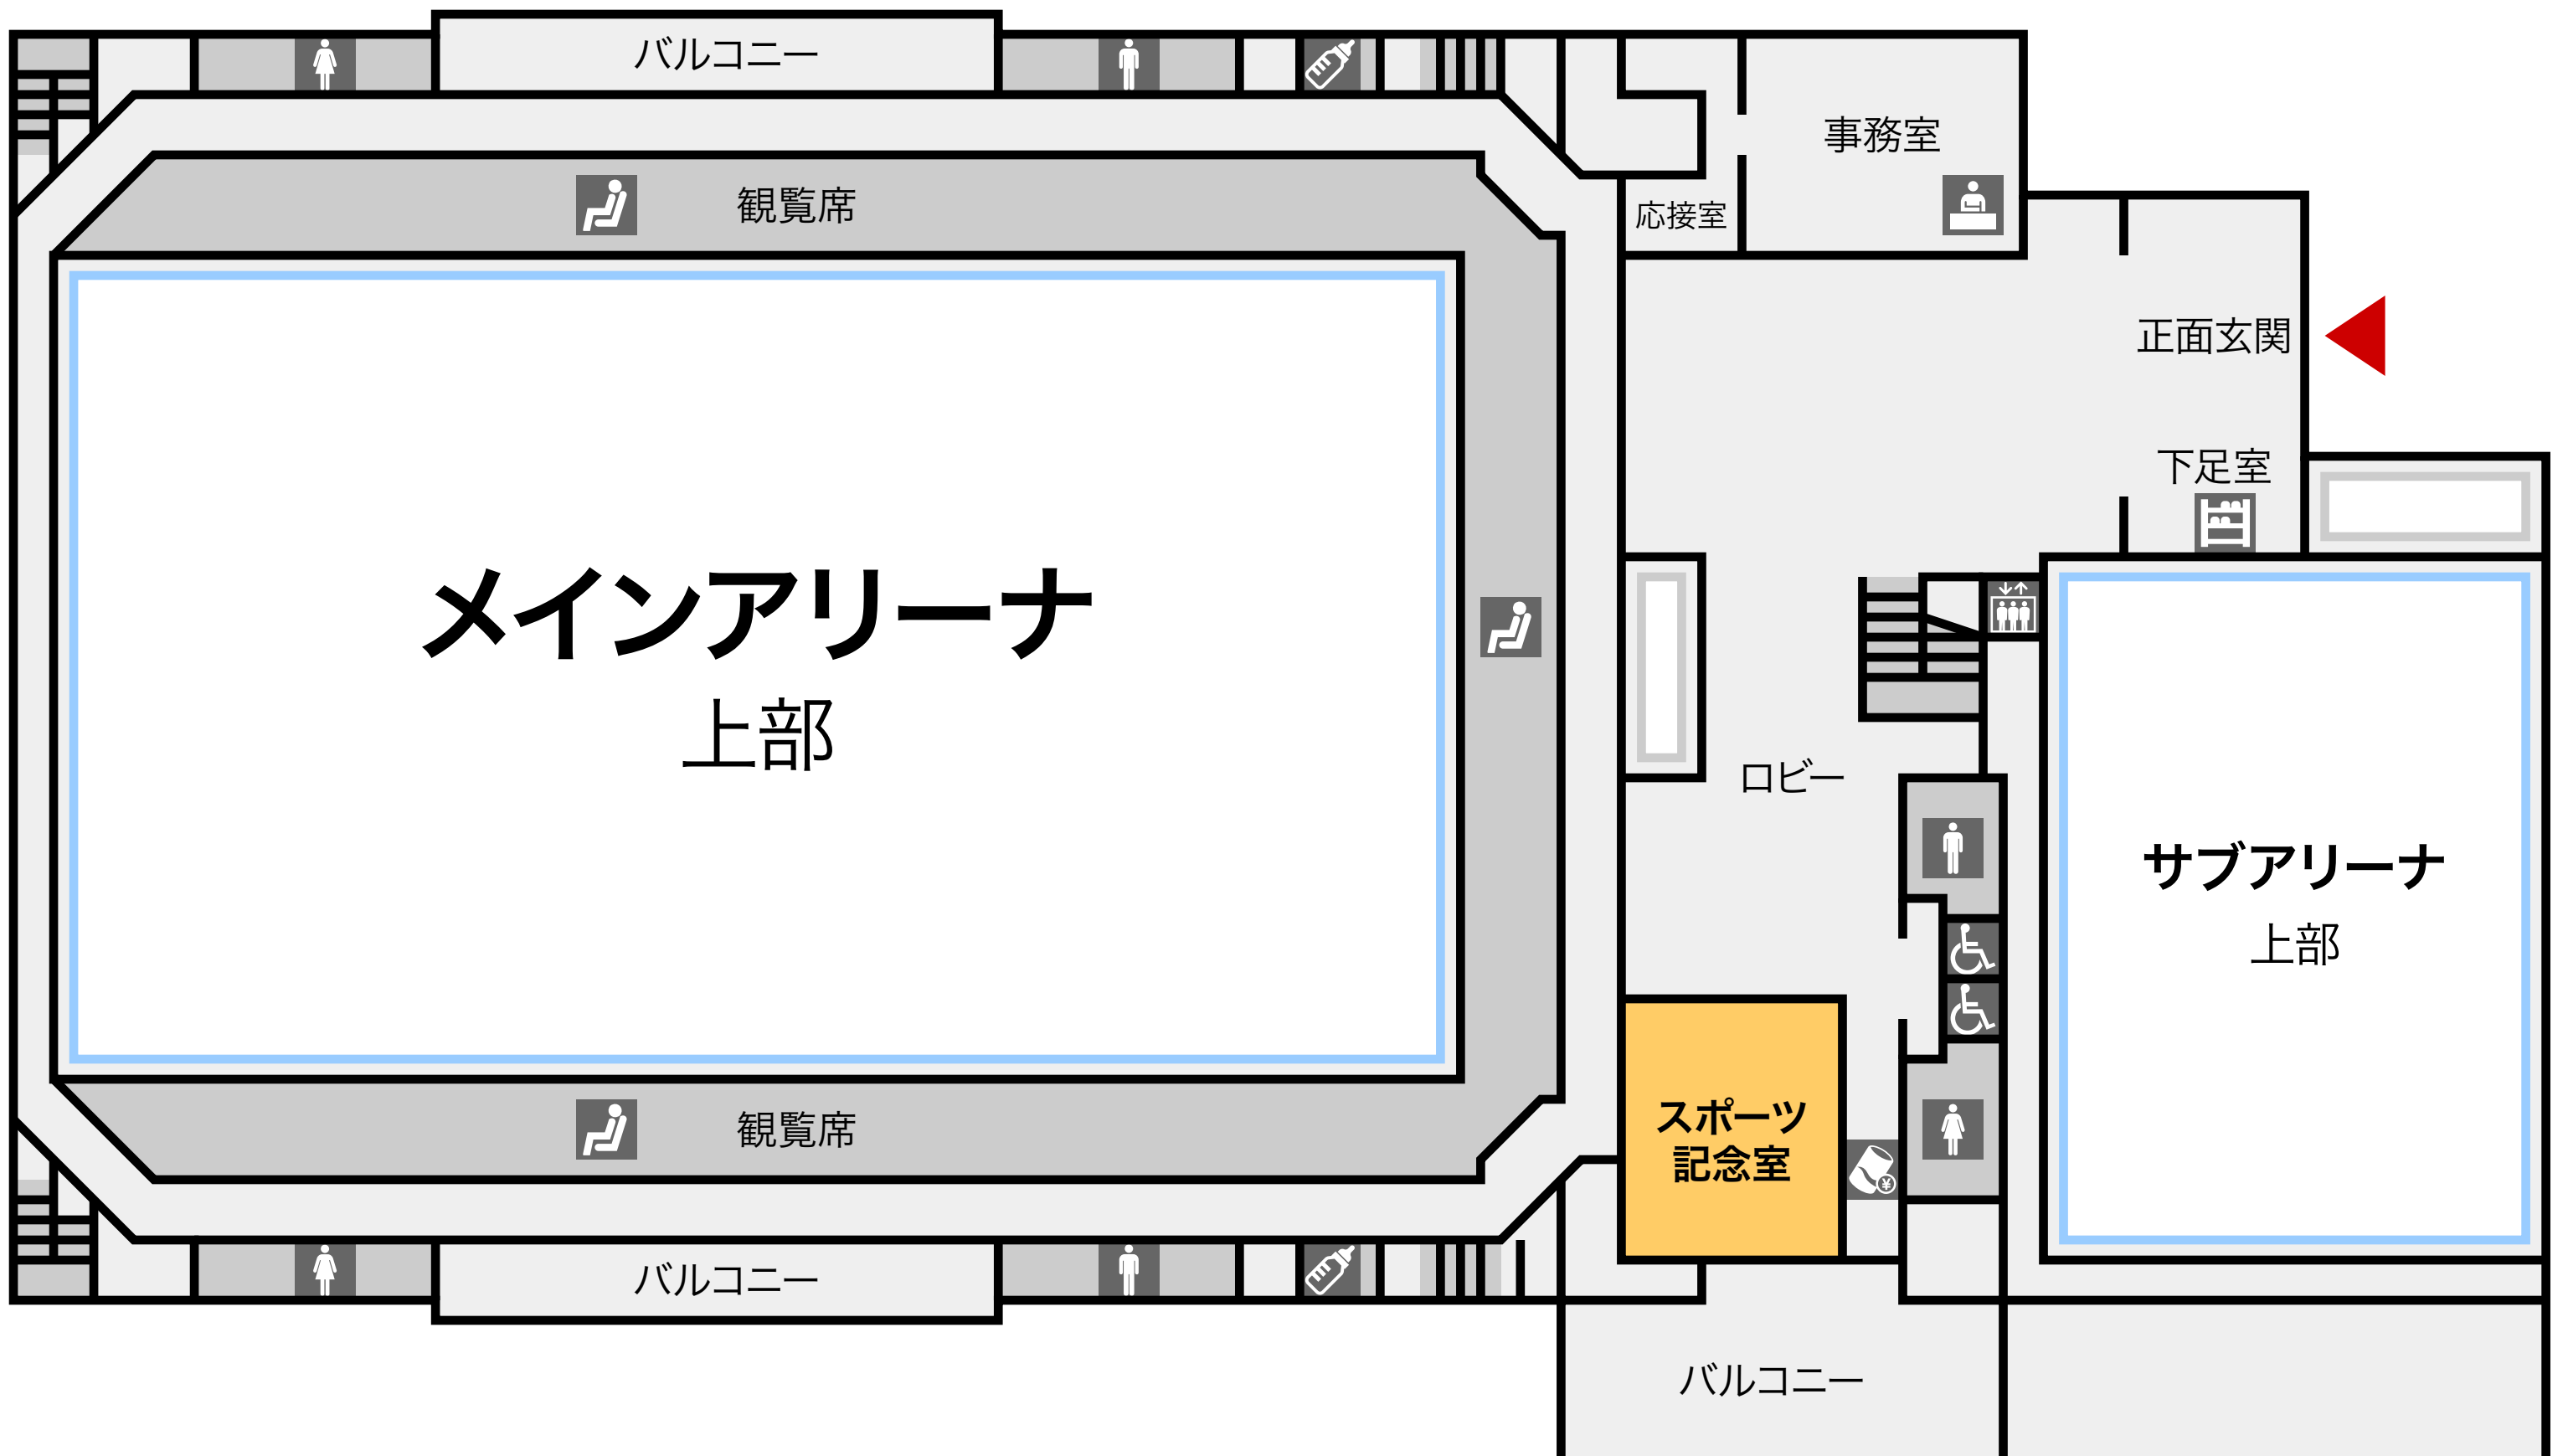 バルコニー
事務室
観覧席
応接室
正面玄関
下足室
メインアリーナ
上部
ロビー
サブアリーナ
上部
スポーツ
記念室
観覧席
¥
バルコニー
バルコニー